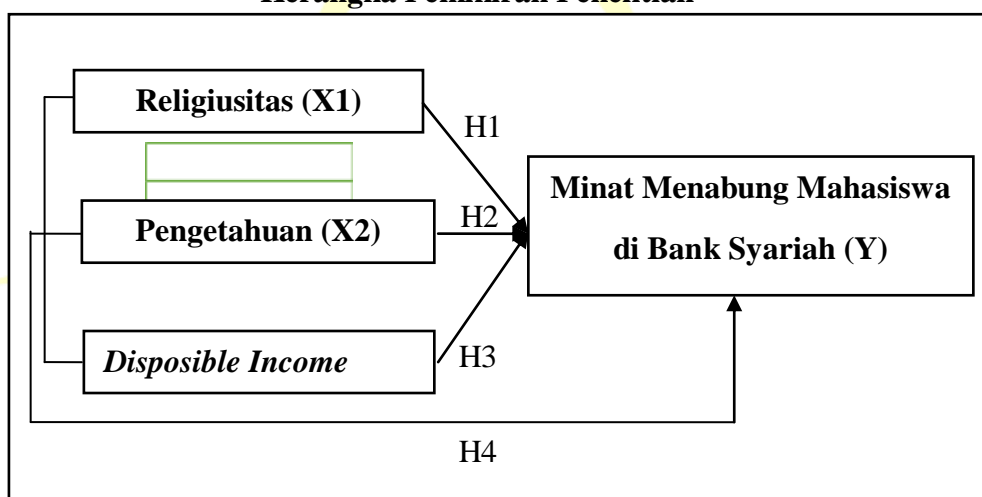 Religiusitas (X1)
H1
Minat Menabung Mahasiswa
di Bank Syariah (Y)
Pengetahuan (X2)
H2
Disposible Income
H3
H4